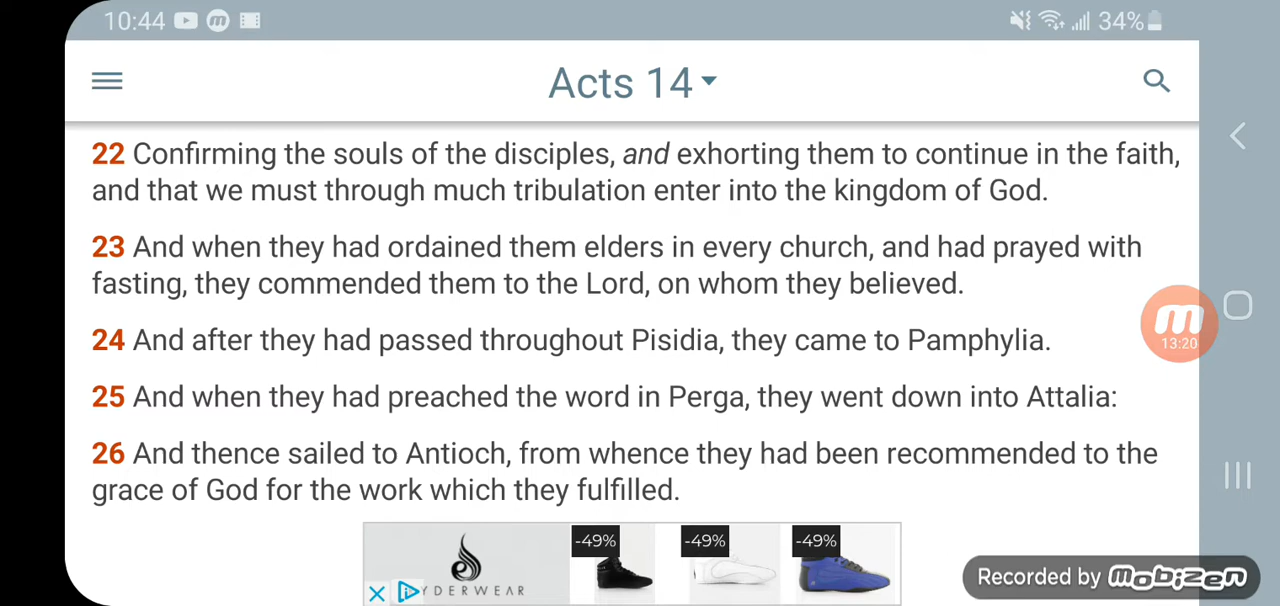 10:44 34%
Acts 14
22 Confirming the souls of the disciples, and exhorting them to continue in the faith,
and that we must through much tribulation enter into the kingdom of God.
23 And when they had ordained them elders in every church, and had prayed with
fasting, they commended them to the Lord, on whom they believed.
24 And after they had passed throughout Pisidia, they came to Pamphylia.
13:20
25 And when they had preached the word in Perga, they went down into Attalia:
26 And thence sailed to Antioch, from whence they had been recommended to the
grace of God for the work which they fulfilled.
-49% -49% -49%
YDERWEAR
Recorded by Mobizen